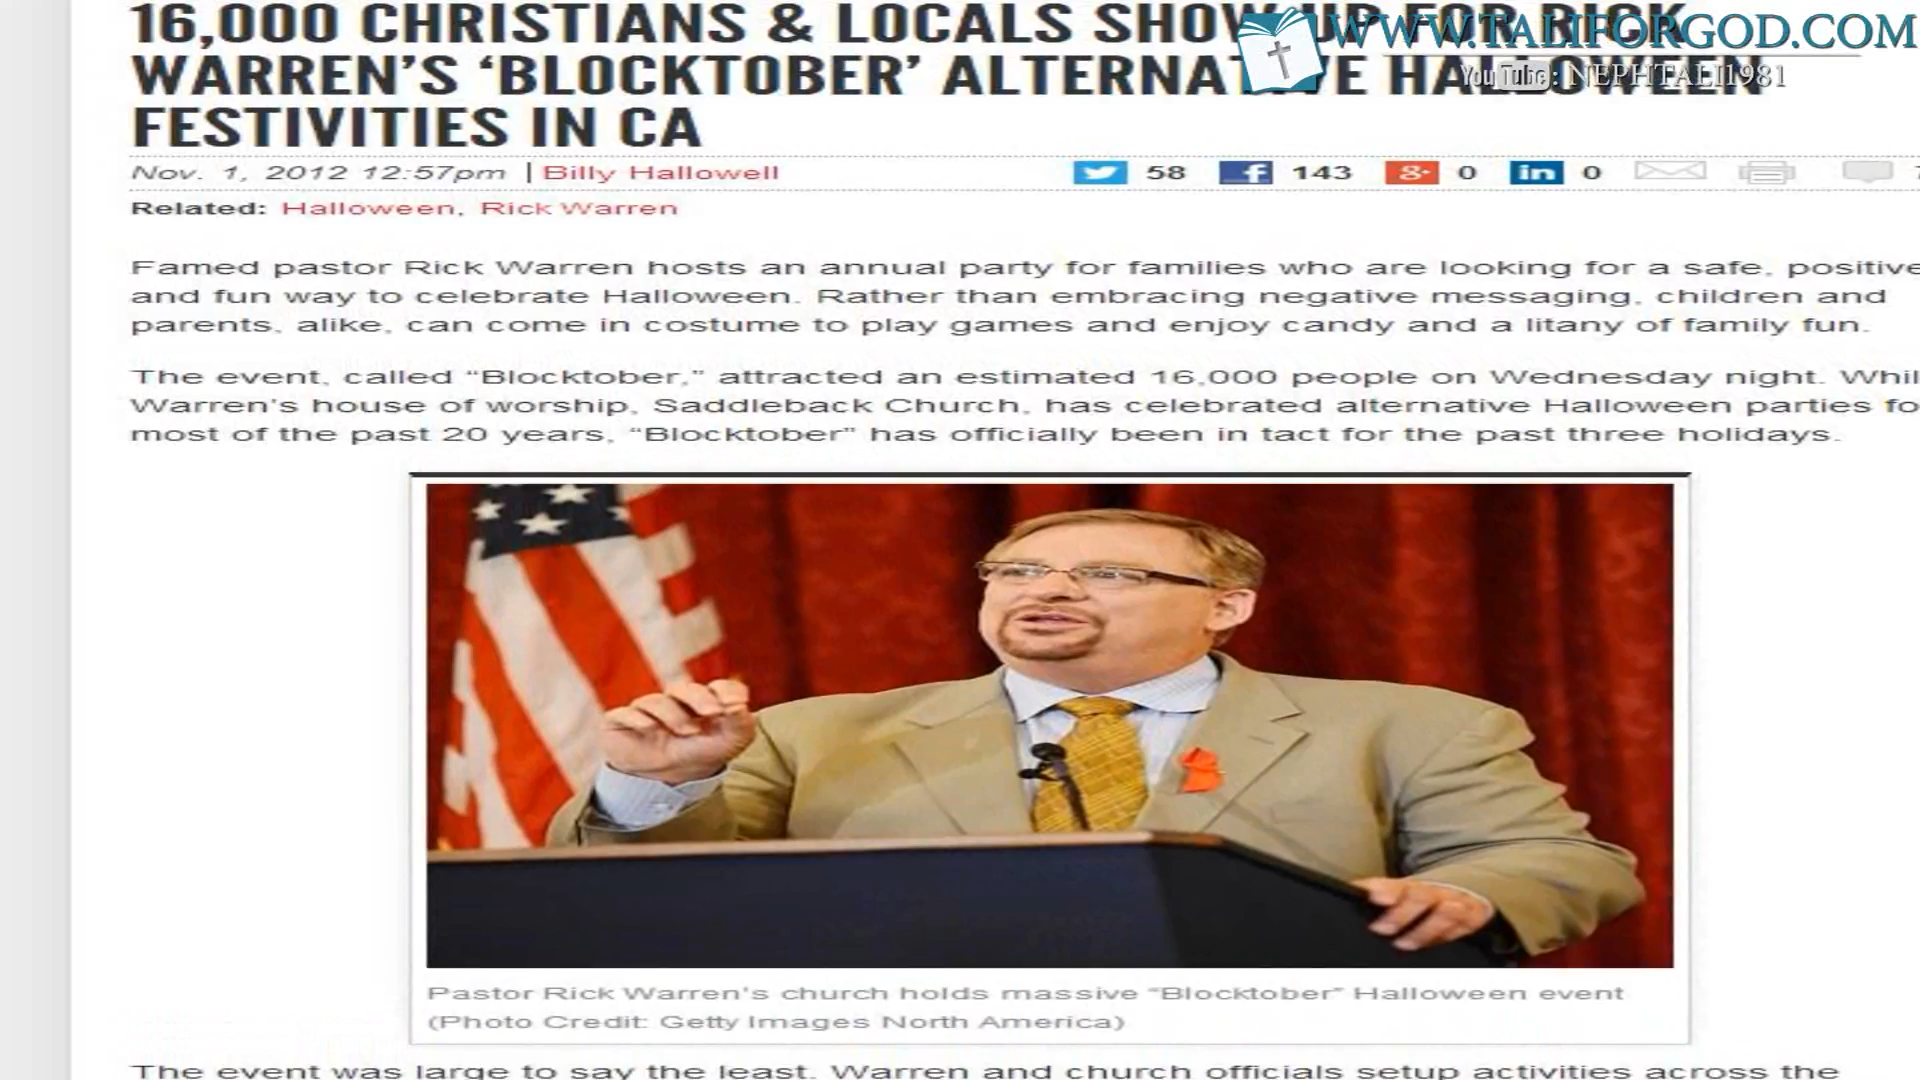 16,000 CHRISTIANS & LOCALS SHOW UP FOR RICK
WARREN'S ‘BLOCKTOBER’ ALTERNATIVE HALLOWEEN
FESTIVITIES IN CA
WWW.TALIFORGOD.COM
YouTube: NEPHTALI1981
Nov. 1, 2012 12:57pm | Billy Hallowell
58 143 0 in 0
Related: Halloween, Rick Warren
Famed pastor Rick Warren hosts an annual party for families who are looking for a safe, positive
and fun way to celebrate Halloween. Rather than embracing negative messaging, children and
parents, alike, can come in costume to play games and enjoy candy and a litany of family fun.
The event, called “Blocktober,” attracted an estimated 16,000 people on Wednesday night. Whil
Warren's house of worship, Saddleback Church, has celebrated alternative Halloween parties fo
most of the past 20 years, “Blocktober” has officially been in tact for the past three holidays.
Pastor Rick Warren's church holds massive “Blocktober” Halloween event
(Photo Credit: Getty Images North America)
The event was large to say the least. Warren and church officials setup activities across the